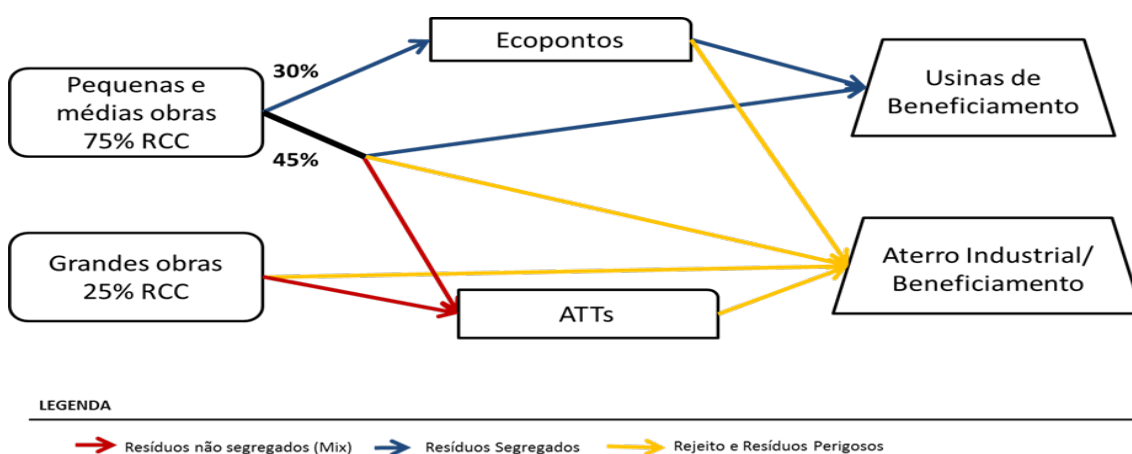 Ecopontos
30%
Pequenas e
médias obras
75% RCC
Usinas de
Beneficiamento
45%
Grandes obras
25% RCC
Aterro Industrial/
Beneficiamento
ATTs
LEGENDA
Resíduos não segregados (Mix)
Resíduos Segregados
Rejeito e Resíduos Perigosos